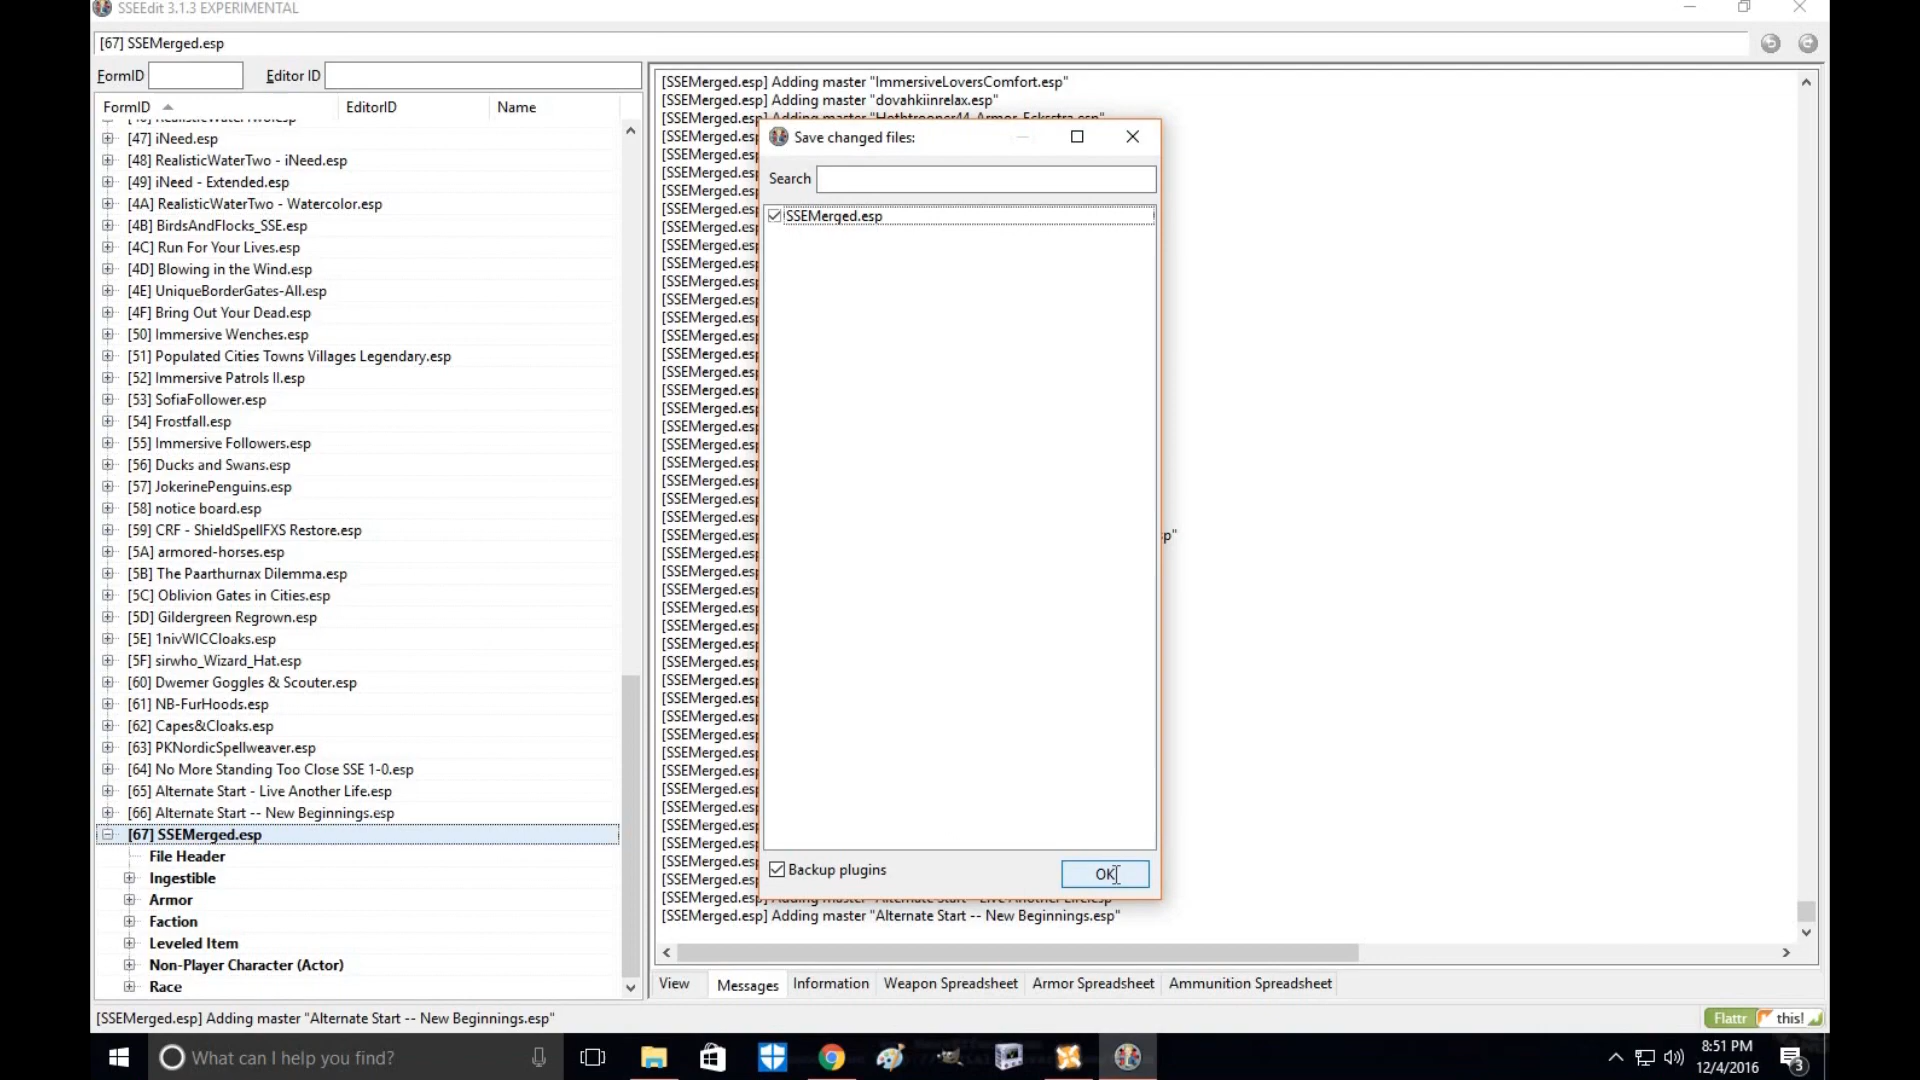 SSEEdit 3.1.3 EXPERIMENTAL
[67] SSEMerged.esp
FormID
Editor ID
FormID EditorID Name
[47] iNeed.esp
[48] RealisticWaterTwo - iNeed.esp
[49] iNeed - Extended.esp
[4A] RealisticWaterTwo - Watercolor.esp
[4B] BirdsAndFlocks_SSE.esp
[4C] Run For Your Lives.esp
[4D] Blowing in the Wind.esp
[4E] UniqueBorderGates-All.esp
[4F] Bring Out Your Dead.esp
[50] Immersive Wenches.esp
[51] Populated Cities Towns Villages Legendary.esp
[52] Immersive Patrols II.esp
[53] SofiaFollower.esp
[54] Frostfall.esp
[55] Immersive Followers.esp
[56] Ducks and Swans.esp
[57] JokerinePenguins.esp
[58] notice board.esp
[59] CRF - ShieldSpellFXS Restore.esp
[5A] armored-horses.esp
[5B] The Paarthurnax Dilemma.esp
[5C] Oblivion Gates in Cities.esp
[5D] Gildergreen Regrown.esp
[5E] 1nivWICCloaks.esp
[5F] sirwho_Wizard_Hat.esp
[60] Dwemer Goggles & Scouter.esp
[61] NB-FurHoods.esp
[62] Capes&Cloaks.esp
[63] PKNordicSpellweaver.esp
[64] No More Standing Too Close SSE 1-0.esp
[65] Alternate Start - Live Another Life.esp
[66] Alternate Start -- New Beginnings.esp
[67] SSEMerged.esp
File Header
Ingestible
Armor
Faction
Leveled Item
Non-Player Character (Actor)
Race
[SSEMerged.esp] Adding master "ImmersiveLoversComfort.esp"
[SSEMerged.esp] Adding master "dovahkiinrelax.esp"
Save changed files:
Search
SSEMerged.esp
Backup plugins
OK
[SSEMerged.esp] Adding master "Alternate Start -- New Beginnings.esp"
View Messages Information Weapon Spreadsheet Armor Spreadsheet Ammunition Spreadsheet
[SSEMerged.esp] Adding master "Alternate Start -- New Beginnings.esp"
Flattr this!
What can I help you find?
8:51 PM
12/4/2016
3